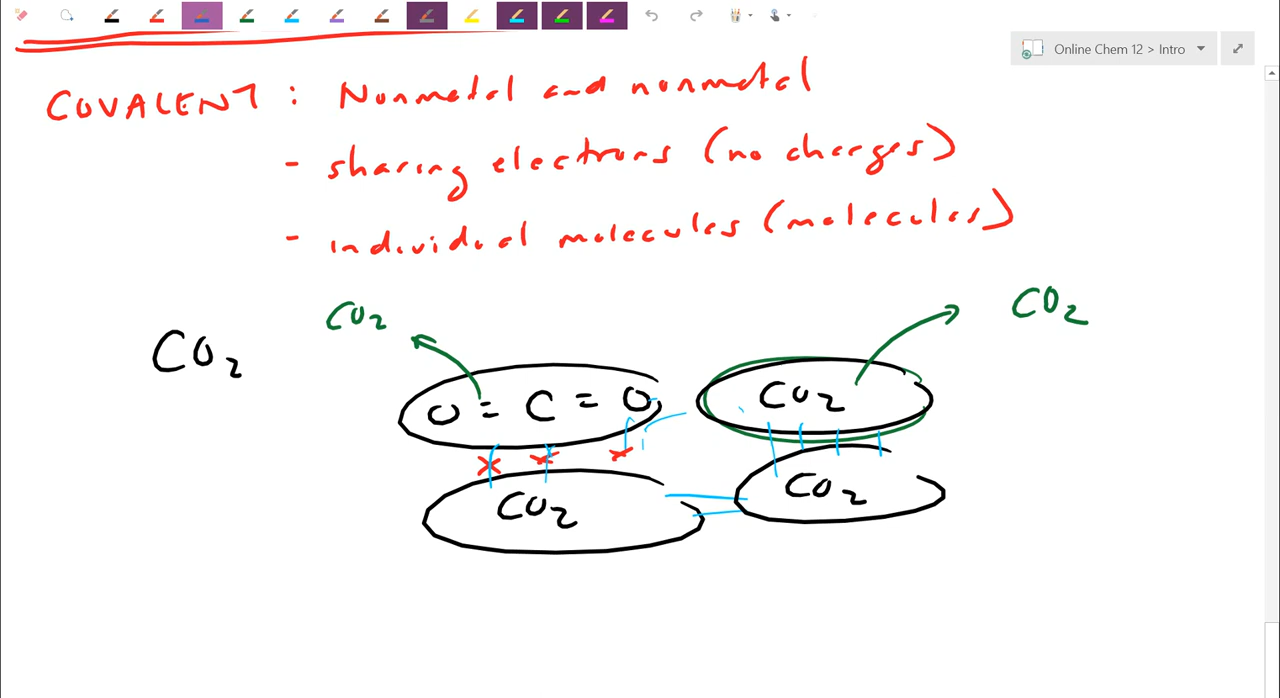 Online Chem 12 > Intro
COVALENT : Nonmetal and nonmetal
- sharing electrons (no charges)
- individual molecules (molecules)
CO2 CO2
CO2
O = C = O CO2
CO2 CO2